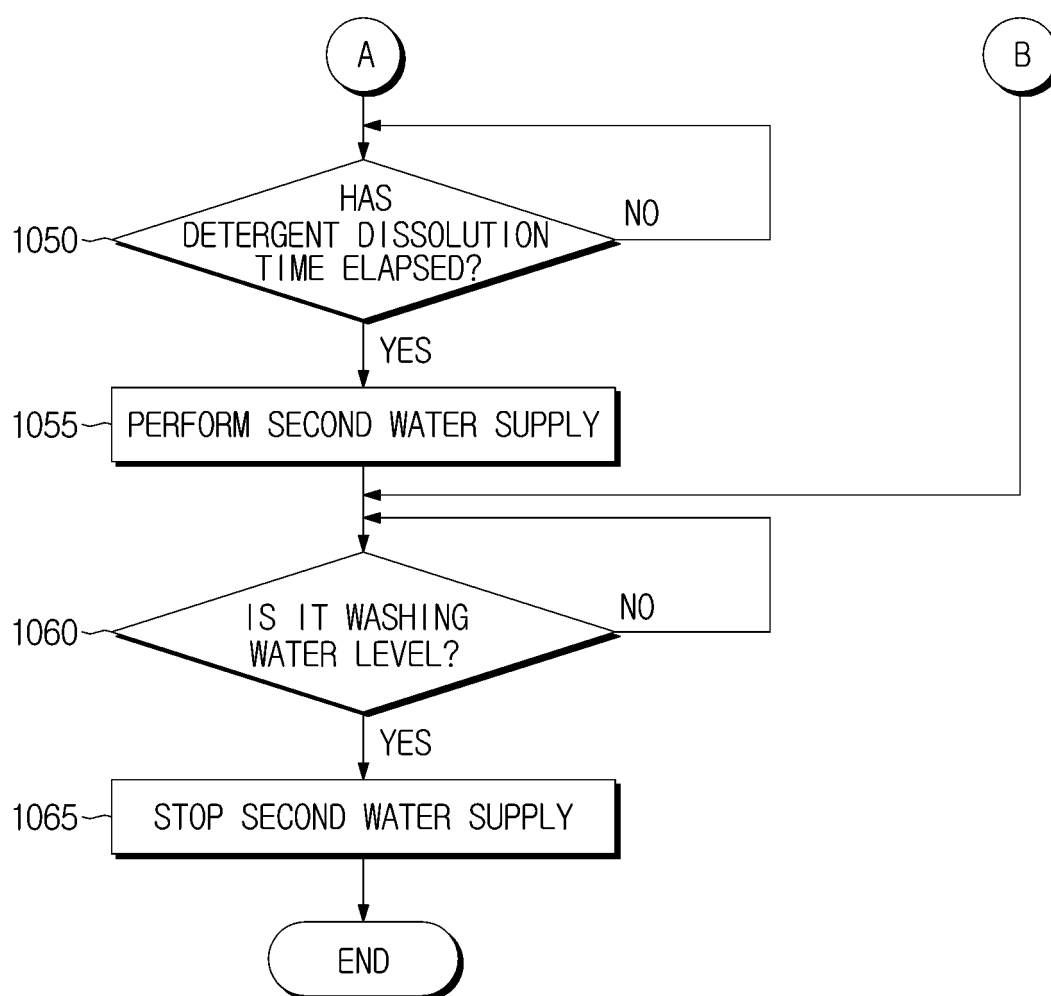 A
B
HAS
DETERGENT DISSOLUTION
TIME ELAPSED?
1050
NO
YES
1055
PERFORM SECOND WATER SUPPLY
IS IT WASHING
WATER LEVEL?
1060
NO
YES
1065
STOP SECOND WATER SUPPLY
END